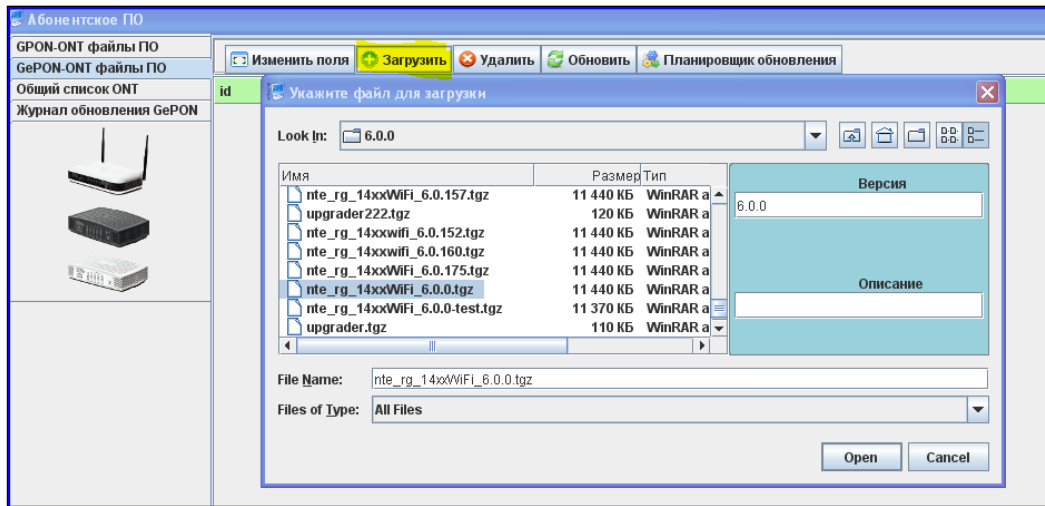 Абонентское ПО
GPON-ONT файлы ПО
GePON-ONT файлы ПО
Общий список ONT
Журнал обновления GePON
Изменить поля Загрузить Удалить Обновить Планировщик обновления
id
Укажите файл для загрузки
Look In: 6.0.0
Имя Размер Тип
nte_rg_14xxWiFi_6.0.157.tgz 11 440 КБ WinRAR a
upgrader222.tgz 120 КБ WinRAR a
nte_rg_14xxwifi_6.0.152.tgz 11 440 КБ WinRAR a
nte_rg_14xxwifi_6.0.160.tgz 11 440 КБ WinRAR a
nte_rg_14xxWiFi_6.0.175.tgz 11 440 КБ WinRAR a
nte_rg_14xxWiFi_6.0.0.tgz 11 440 КБ WinRAR a
nte_rg_14xxWiFi_6.0.0-test.tgz 11 370 КБ WinRAR a
upgrader.tgz 110 КБ WinRAR a
Версия
6.0.0
Описание
File Name: nte_rg_14xxWiFi_6.0.0.tgz
Files of Type: All Files
Open Cancel